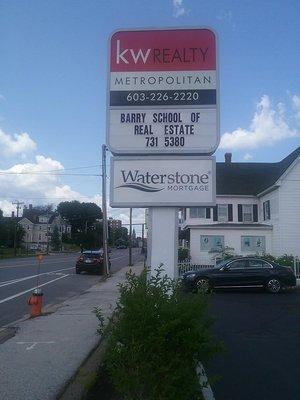 kw REALTY
METROPOLITAN
603-226-2220
BARRY SCHOOL OF
REAL ESTATE
731 5380
Waterstone
MORTGAGE